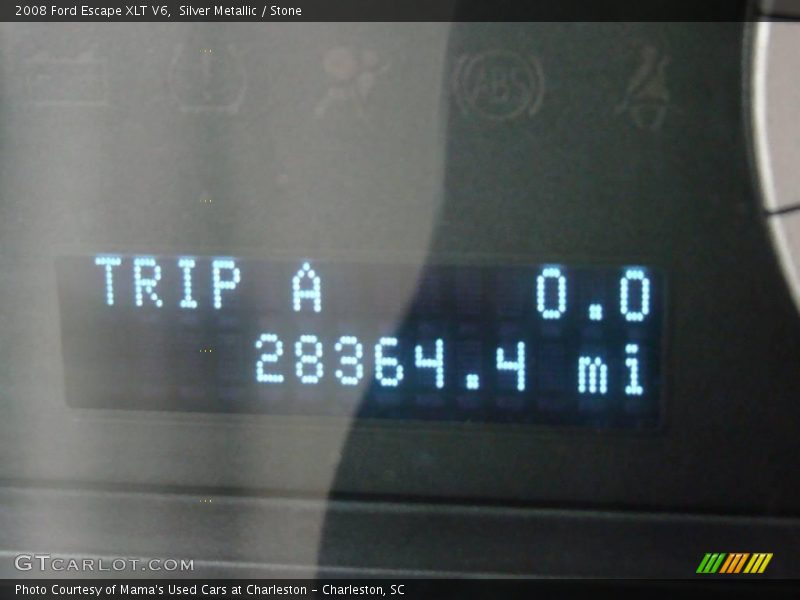 2008 Ford Escape XLT V6,  Silver Metallic / Stone
ABS
TRIP A 0.0
28364.4 mi
GTCARLOT.COM
Photo Courtesy of Mama's Used Cars at Charleston – Charleston, SC